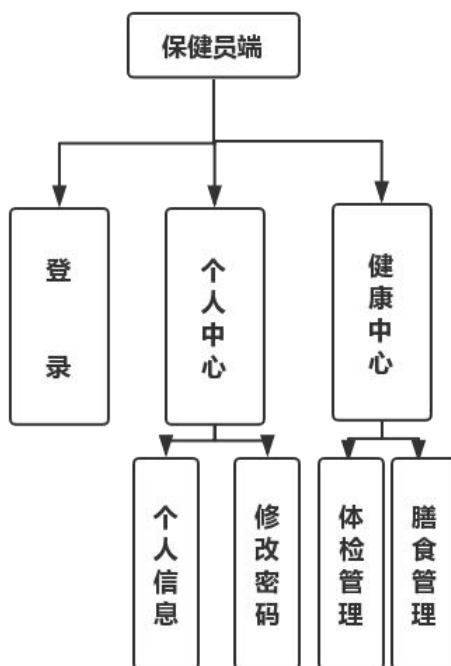 保健员端
登录
个人中心
健康中心
个人信息
修改密码
体检管理
膳食管理